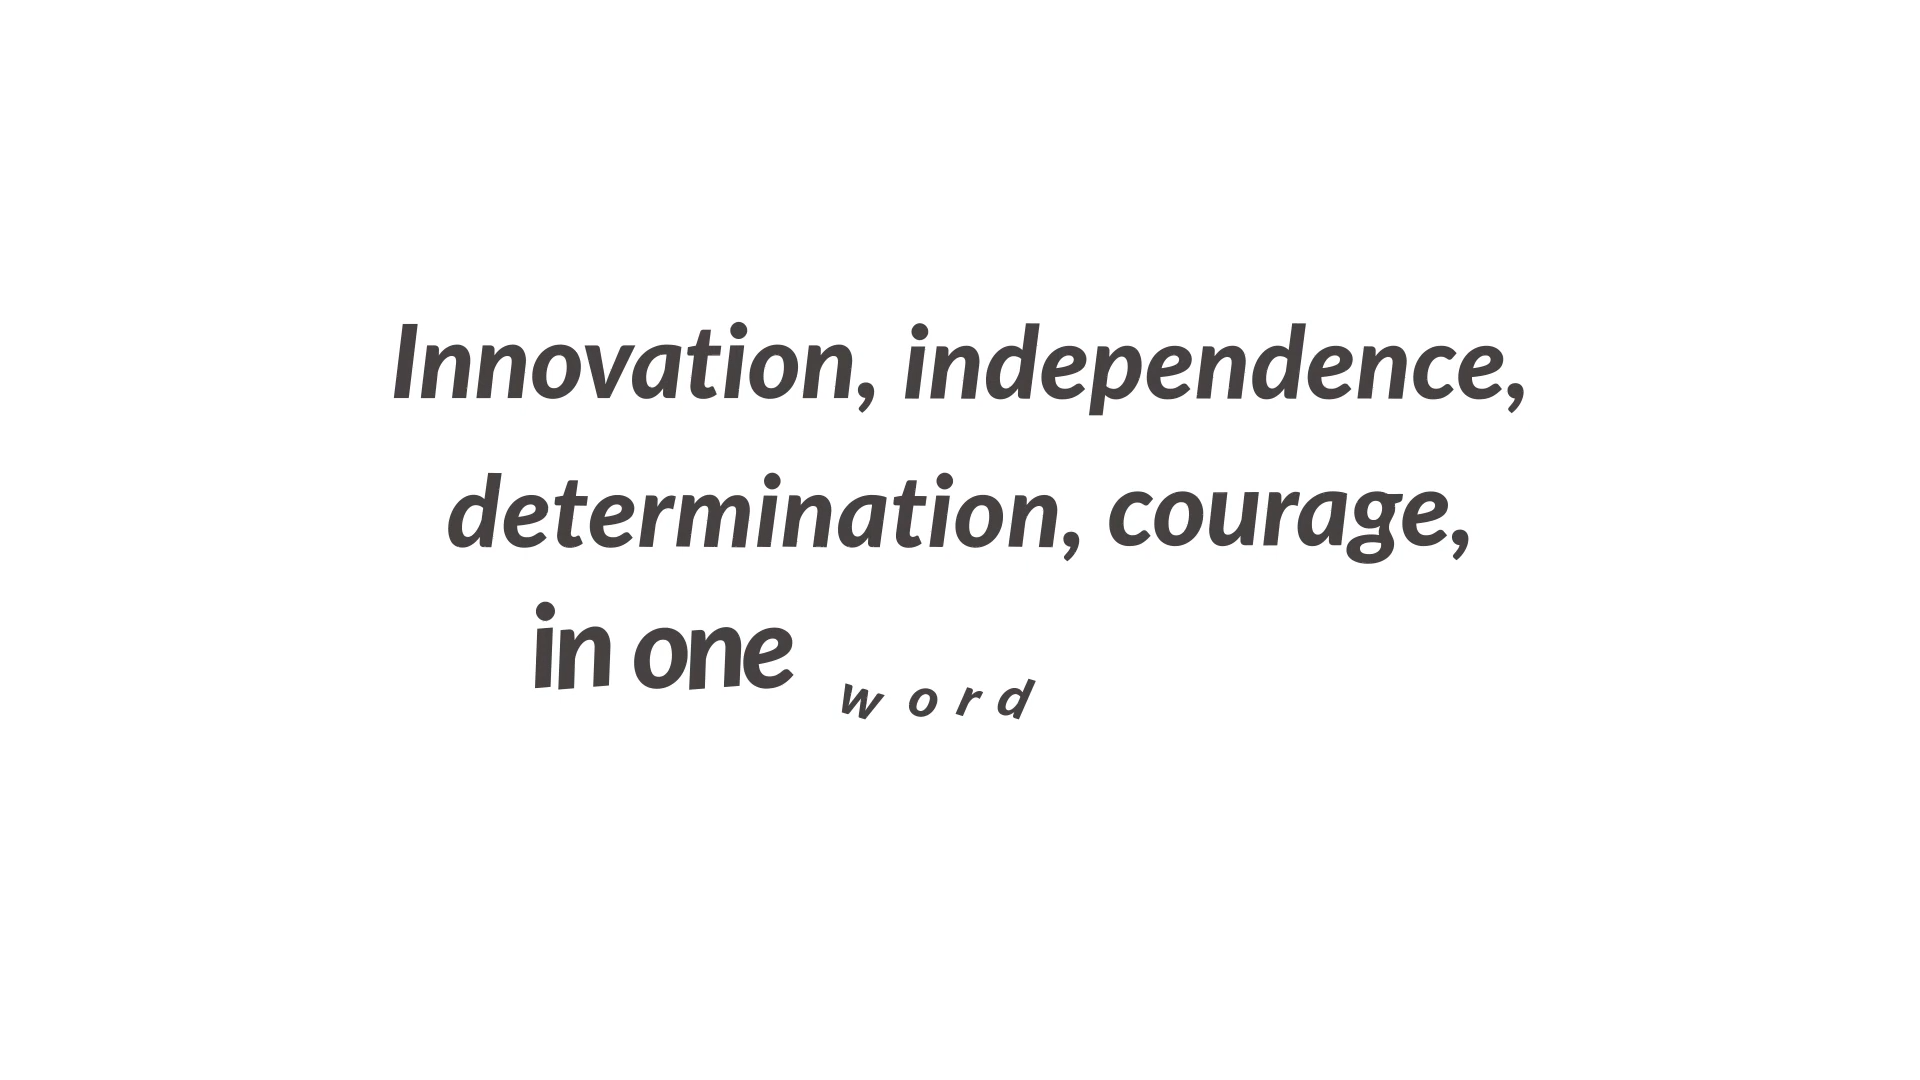 Innovation, independence,
determination, courage,
in one word